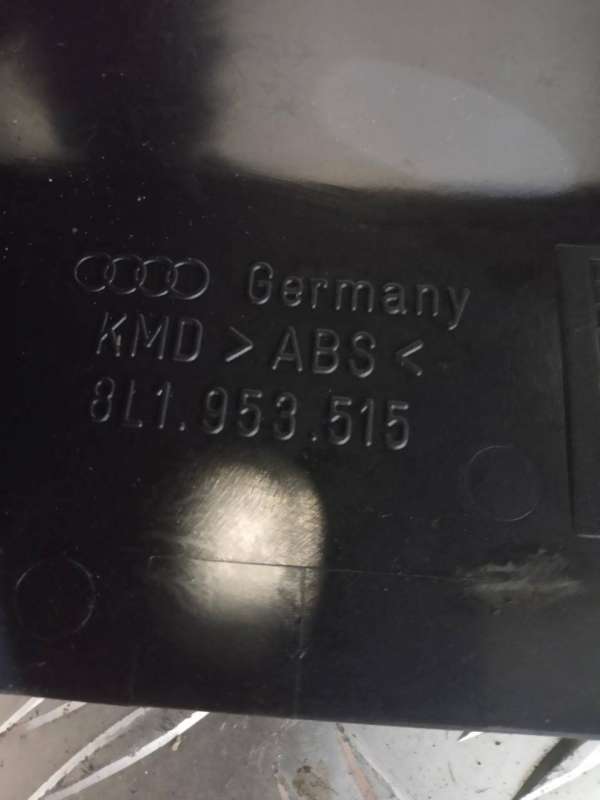 Germany
KMD > ABS <
8L1.953.515